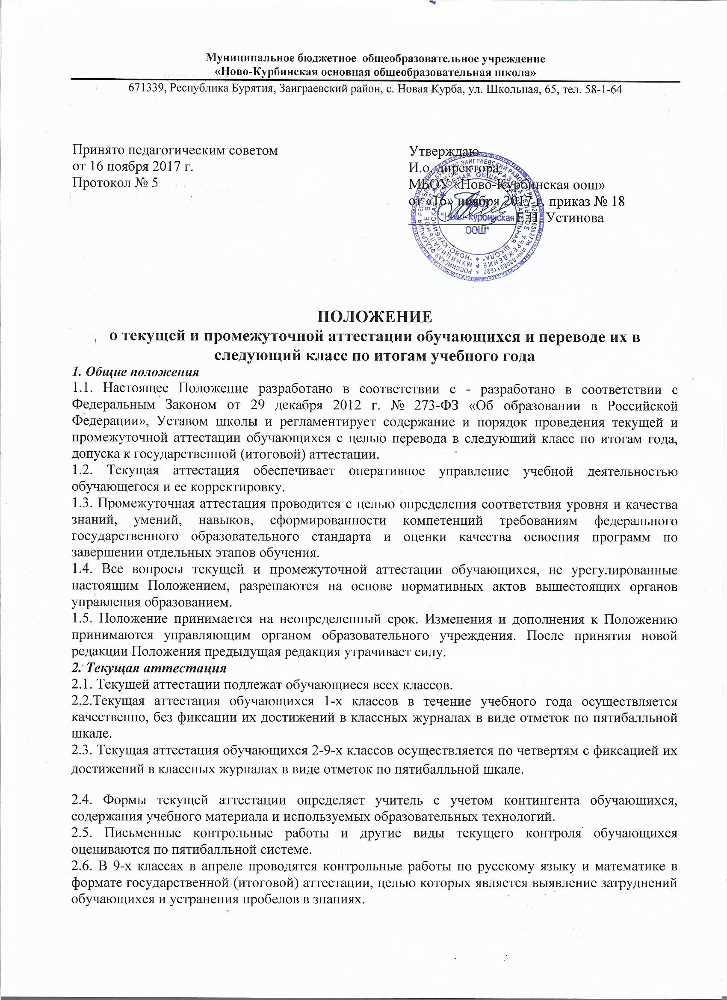 Муниципальное бюджетное общеобразовательное учреждение
«Ново-Курбинская основная общеобразовательная школа»
671339, Республика Бурятия, Заиграевский район, с. Новая Курба, ул. Школьная, 65, тел. 58-1-64
Принято педагогическим советом
от 16 ноября 2017 г.
Протокол № 5
Утверждаю
И.о. директора
МБОУ «Ново-Курбинская оош»
от «16» ноября 2017 г. приказ № 18
Е.Н. Устинова
"Ново-Курбинская
ООШ"
ПОЛОЖЕНИЕ
о текущей и промежуточной аттестации обучающихся и переводе их в
следующий класс по итогам учебного года
1. Общие положения
1.1. Настоящее Положение разработано в соответствии с - разработано в соответствии с
Федеральным Законом от 29 декабря 2012 г. № 273-ФЗ «Об образовании в Российской
Федерации», Уставом школы и регламентирует содержание и порядок проведения текущей и
промежуточной аттестации обучающихся с целью перевода в следующий класс по итогам года,
допуска к государственной (итоговой) аттестации.
1.2. Текущая аттестация обеспечивает оперативное управление учебной деятельностью
обучающегося и ее корректировку.
1.3. Промежуточная аттестация проводится с целью определения соответствия уровня и качества
знаний, умений, навыков, сформированности компетенций требованиям федерального
государственного образовательного стандарта и оценки качества освоения программ по
завершении отдельных этапов обучения.
1.4. Все вопросы текущей и промежуточной аттестации обучающихся, не урегулированные
настоящим Положением, разрешаются на основе нормативных актов вышестоящих органов
управления образованием.
1.5. Положение принимается на неопределенный срок. Изменения и дополнения к Положению
принимаются управляющим органом образовательного учреждения. После принятия новой
редакции Положения предыдущая редакция утрачивает силу.
2. Текущая аттестация
2.1. Текущей аттестации подлежат обучающиеся всех классов.
2.2.Текущая аттестация обучающихся 1-х классов в течение учебного года осуществляется
качественно, без фиксации их достижений в классных журналах в виде отметок по пятибалльной
шкале.
2.3. Текущая аттестация обучающихся 2-9-х классов осуществляется по четвертям с фиксацией их
достижений в классных журналах в виде отметок по пятибалльной шкале.
2.4. Формы текущей аттестации определяет учитель с учетом контингента обучающихся,
содержания учебного материала и используемых образовательных технологий.
2.5. Письменные контрольные работы и другие виды текущего контроля обучающихся
оцениваются по пятибалльной системе.
2.6. В 9-х классах в апреле проводятся контрольные работы по русскому языку и математике в
формате государственной (итоговой) аттестации, целью которых является выявление затруднений
обучающихся и устранения пробелов в знаниях.